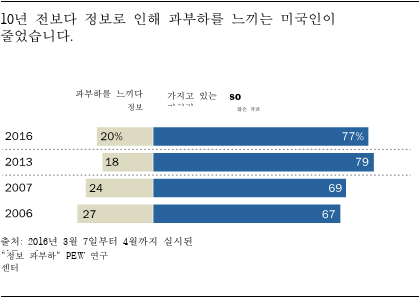 10년 전보다 정보로 인해 과부하를 느끼는 미국인이
줄었습니다.
과부하를 느끼다
정보
가지고 있는 so
2016 20% 77%
2013 18 79
2007 24 69
2006 27 67
출처: 2016년 3월 7일부터 4월까지 실시된
"정보 과부하" PEW 연구
센터